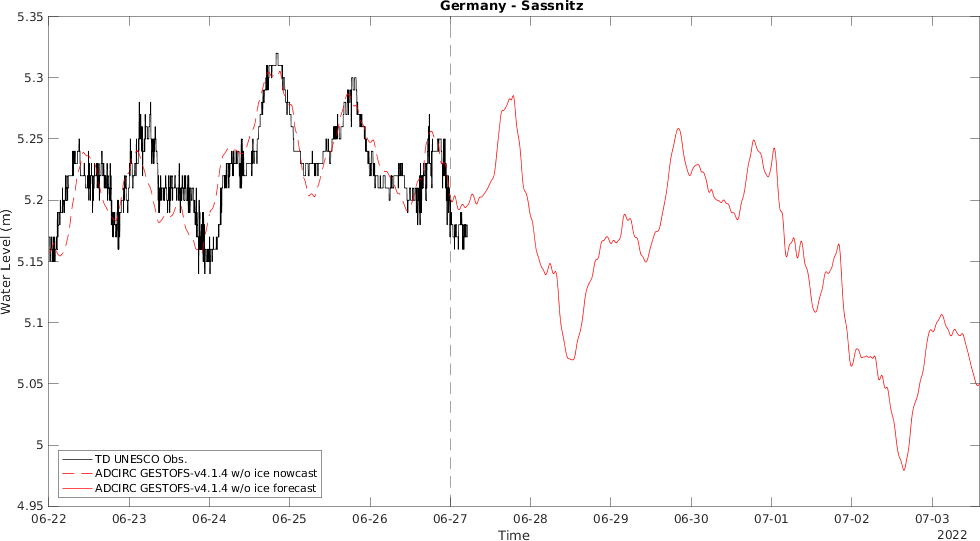 Germany - Sassnitz
5.35
5.3
5.25
5.2
5.15
5.1
5.05
5
4.95
Water Level (m)
TD UNESCO Obs.
ADCIRC GESTOFS-v4.1.4 w/o ice nowcast
ADCIRC GESTOFS-v4.1.4 w/o ice forecast
06-22 06-23 06-24 06-25 06-26 06-27 06-28 06-29 06-30 07-01 07-02 07-03
Time
2022